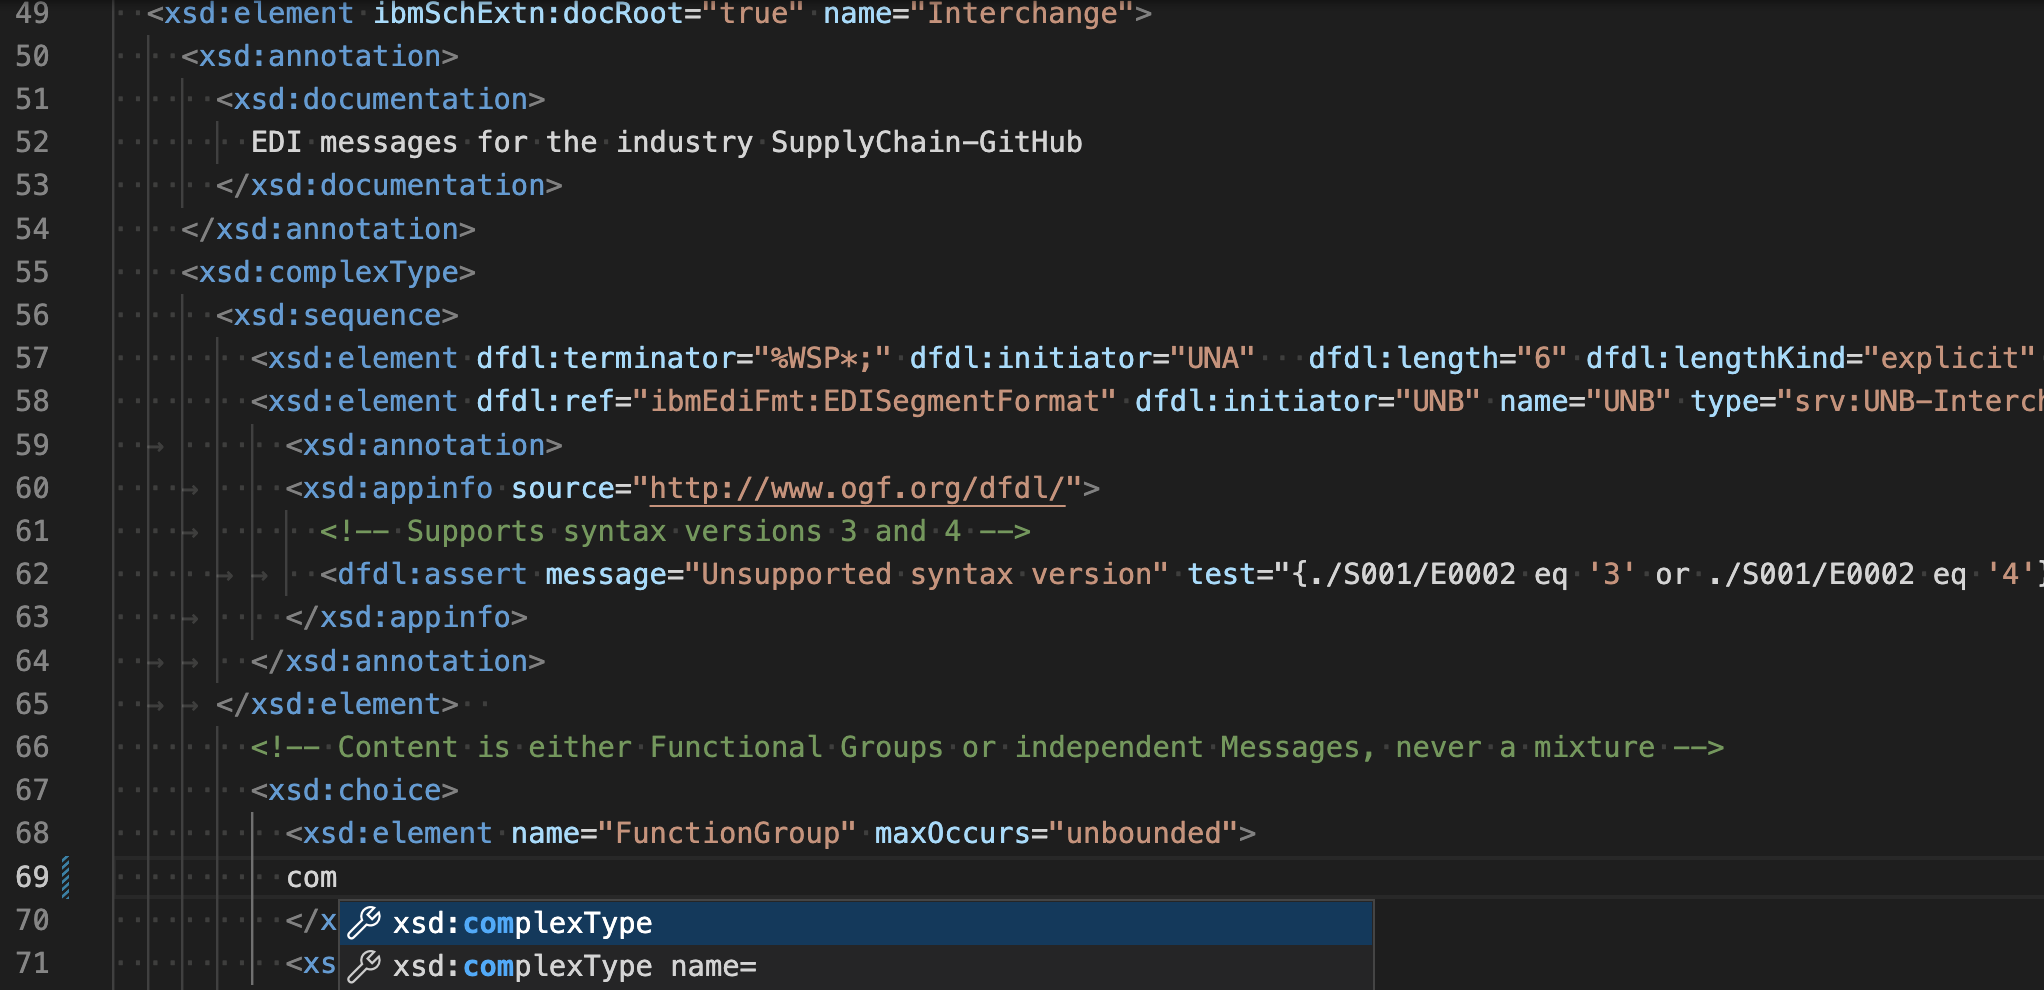 49 <xsd:element ibmSchExtn:docRoot="true" name="Interchange">
50 <xsd:annotation>
51 <xsd:documentation>
52 EDI messages for the industry SupplyChain-GitHub
53 </xsd:documentation>
54 </xsd:annotation>
55 <xsd:complexType>
56 <xsd:sequence>
57 <xsd:element dfdl:terminator="%WSP*;" dfdl:initiator="UNA" dfdl:length="6" dfdl:lengthKind="explicit"
58 <xsd:element dfdl:ref="ibmEdiFmt:EDISegmentFormat" dfdl:initiator="UNB" name="UNB" type="srv:UNB-Interch
59 <xsd:annotation>
60 <xsd:appinfo source="http://www.ogf.org/dfdl/">
61 <!-- Supports syntax versions 3 and 4 -->
62 <dfdl:assert message="Unsupported syntax version" test="{./S001/E0002 eq '3' or ./S001/E0002 eq '4'}
63 </xsd:appinfo>
64 </xsd:annotation>
65 </xsd:element>
66 <!-- Content is either Functional Groups or independent Messages, never a mixture -->
67 <xsd:choice>
68 <xsd:element name="FunctionGroup" maxOccurs="unbounded">
69 com
70 </x
xsd:complexType
71 <xs
xsd:complexType name=